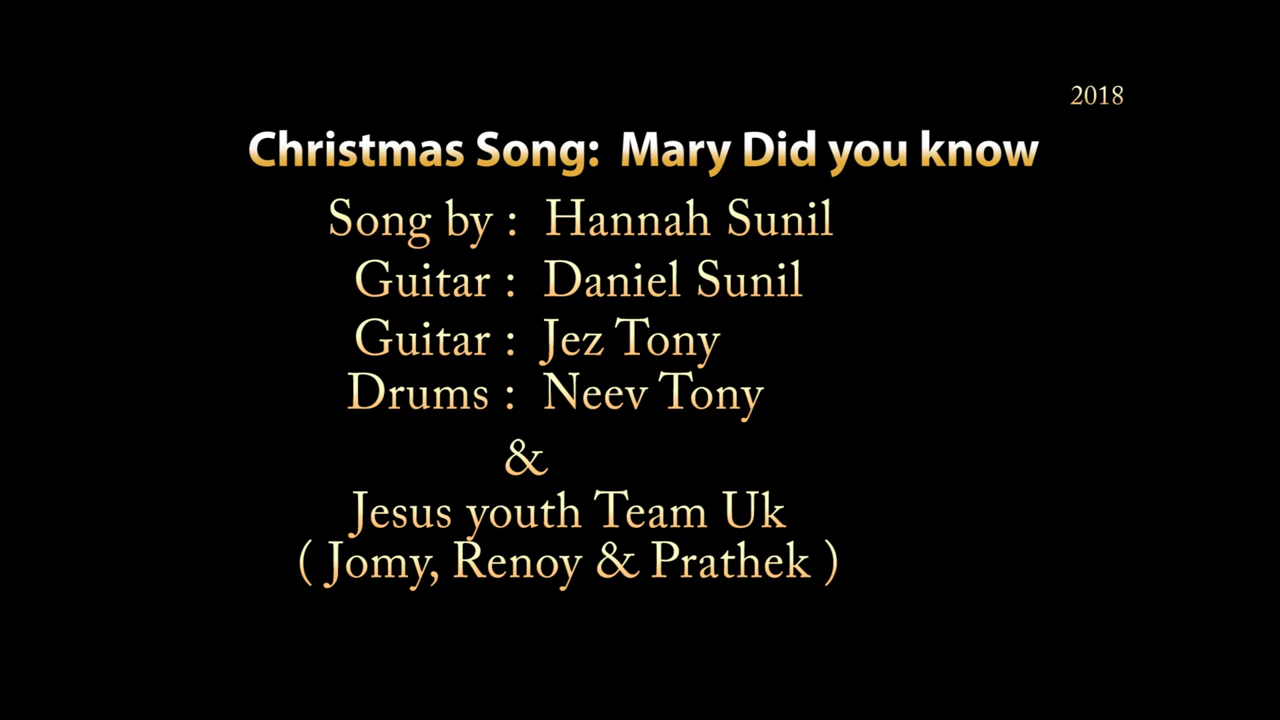 2018
Christmas Song: Mary Did you know
Song by : Hannah Sunil
Guitar : Daniel Sunil
Guitar : Jez Tony
Drums : Neev Tony
&
Jesus youth Team Uk
( Jomy, Renoy & Prathek )